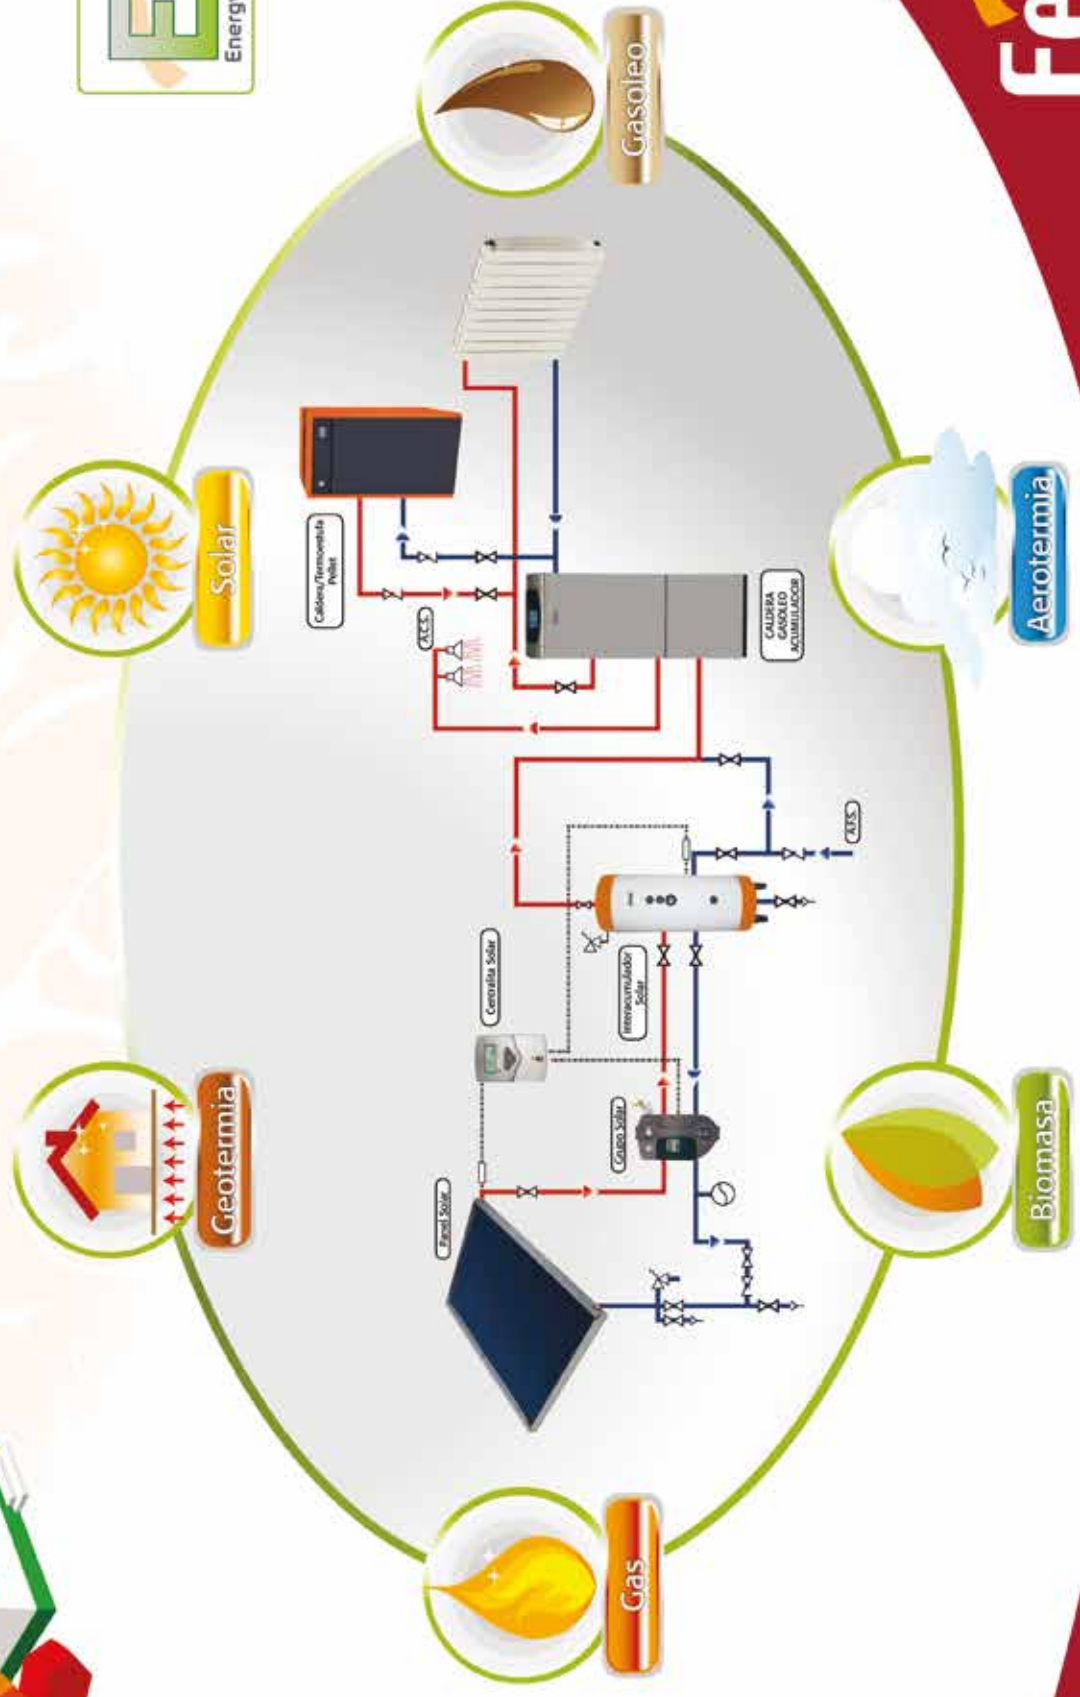 Energy
Geotermia
Solar
Caldera/Termoestufa
Pellet
A.C.S.
Panel Solar
Centralita Solar
Gas
Grupo Solar
Interacumulador
Solar
Gasoleo
CALDERA
GASOLEO
ACUMULADOR
A.F.S.
Biomasa
Aerotermia